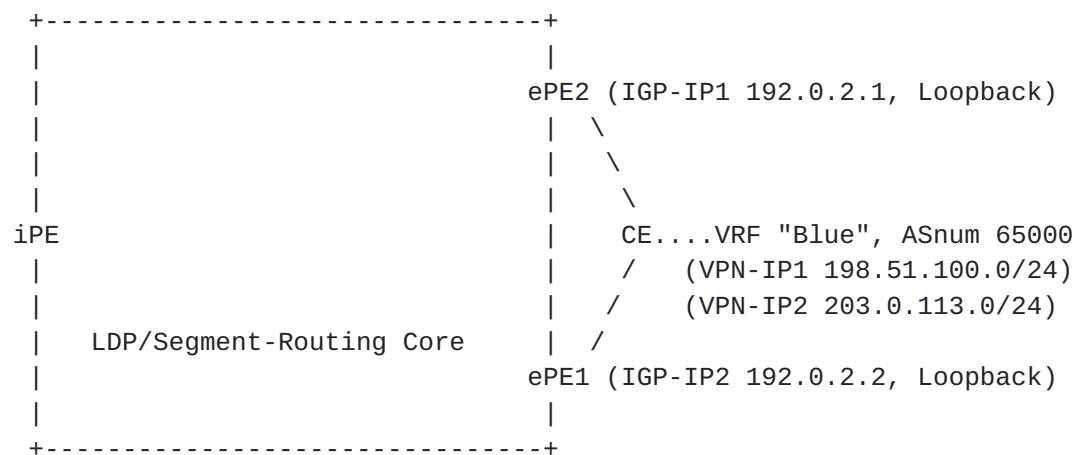 ePE2 (IGP-IP1 192.0.2.1, Loopback)
iPE
CE....VRF "Blue", ASnum 65000
(VPN-IP1 198.51.100.0/24)
(VPN-IP2 203.0.113.0/24)
LDP/Segment-Routing Core
ePE1 (IGP-IP2 192.0.2.2, Loopback)